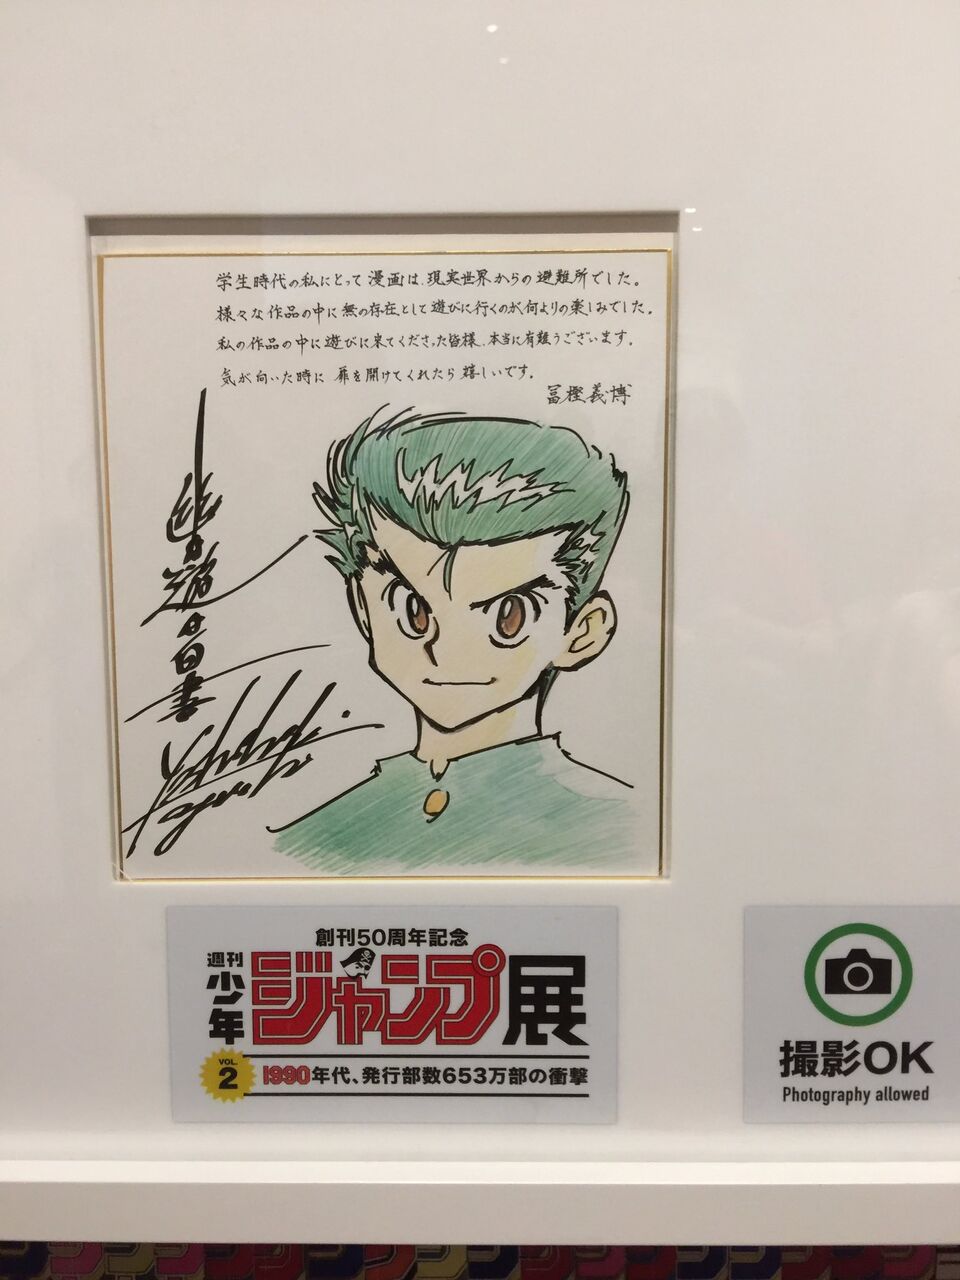 学生時代の私にとって漫画は、現実世界からの避難所でした。
様々な作品の中に無の存在として遊びに行くのが何よりの楽しみでした。
私の作品の中に遊びに来てくださった皆様、本当に有難うございます。
気が向いた時に 扉を開けてくれたら嬉しいです。
冨樫義博
幽遊白書
創刊50周年記念
週刊少年ジャンプ展
VOL.2
1990年代、発行部数653万部の衝撃
撮影OK
Photography allowed